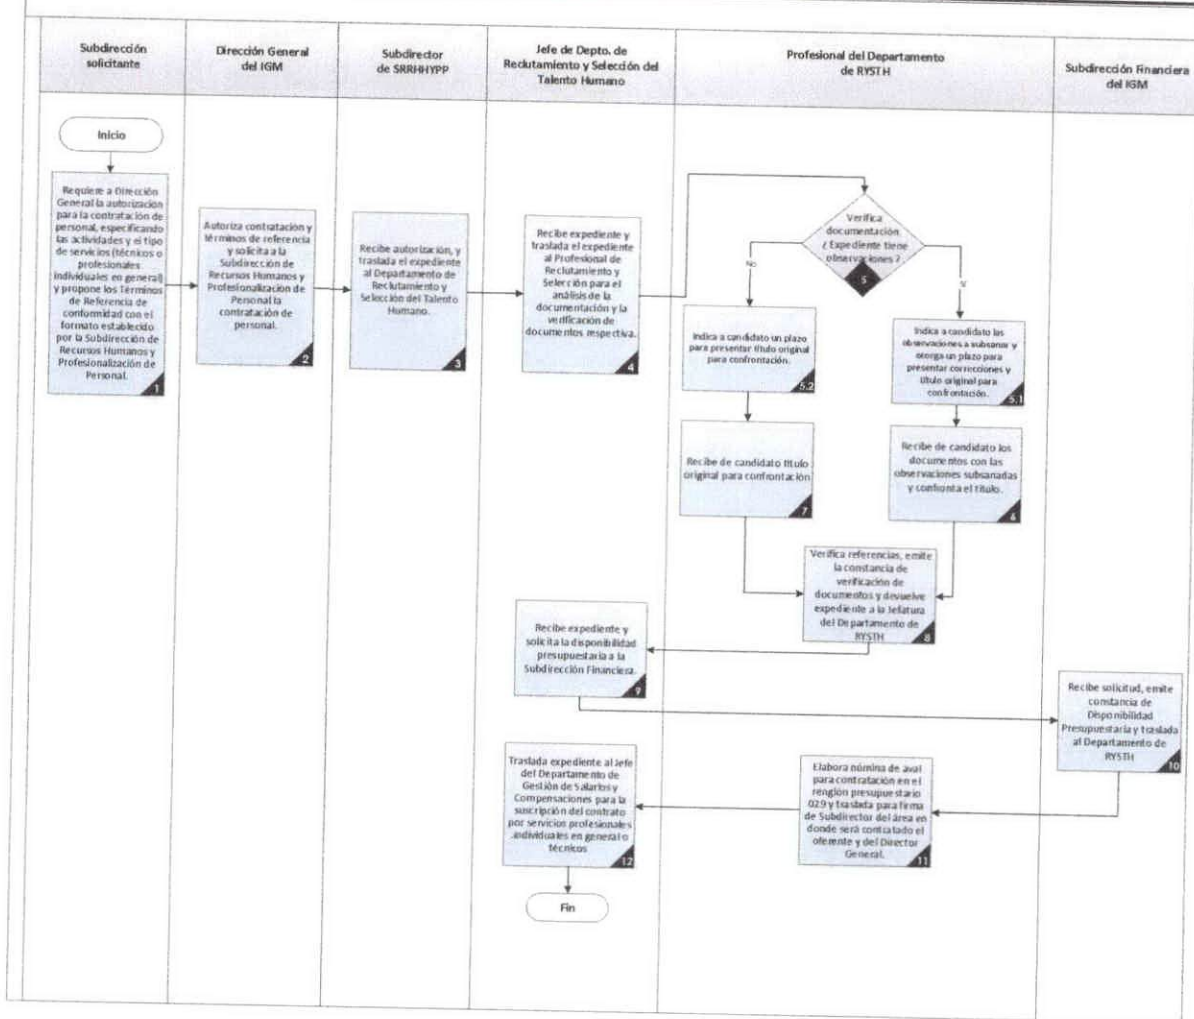 Subdirección
solicitante
Dirección General
del IGM
Subdirector
de SRRHHYPP
Jefe de Depto. de
Reclutamiento y Selección del
Talento Humano
Profesional del Departamento
de RYSTH
Subdirección Financiera
del IGM
Inicio
Requiere a Dirección
General la autorización
para la contratación de
personal, especificando
las actividades y el tipo
de servicios (técnicos o
profesionales
individuales en general)
y propone los Términos
de Referencia de
conformidad con el
formato establecido
por la Subdirección de
Recursos Humanos y
Profesionalización de
Personal.
1
Autoriza contratación y
términos de referencia
y solicita a la
Subdirección de
Recursos Humanos y
Profesionalización de
Personal la
contratación de
personal.
2
Recibe autorización, y
traslada el expediente
al Departamento de
Reclutamiento y
Selección del Talento
Humano.
3
Recibe expediente y
traslada el expediente
al Profesional de
Reclutamiento y
Selección para el
análisis de la
documentación y la
verificación de
documentos respectiva.
4
Verifica
documentación.
¿ Expediente tiene
observaciones ?
5
No
Sí
Indica a candidato un plazo
para presentar título original
para confrontación.
5.2
Indica a candidato las
observaciones a subsanar y
otorga un plazo para
presentar correcciones y
título original para
confrontación.
5.1
Recibe de candidato título
original para confrontación
7
Recibe de candidato los
documentos con las
observaciones subsanadas
y confronta el título.
6
Verifica referencias, emite
la constancia de
verificación de
documentos y devuelve
expediente a la Jefatura
del Departamento de
RYSTH
8
Recibe expediente y
solicita la disponibilidad
presupuestaria a la
Subdirección Financiera.
9
Recibe solicitud, emite
constancia de
Disponibilidad
Presupuestaria y traslada
al Departamento de
RYSTH
10
Elabora nómina de aval
para contratación en el
renglón presupuestario
029 y traslada para firma
de Subdirector del área en
donde será contratado el
oferente y del Director
General.
11
Traslada expediente al Jefe
del Departamento de
Gestión de Salarios y
Compensaciones para la
suscripción del contrato
por servicios profesionales
individuales en general o
técnicos
12
Fin